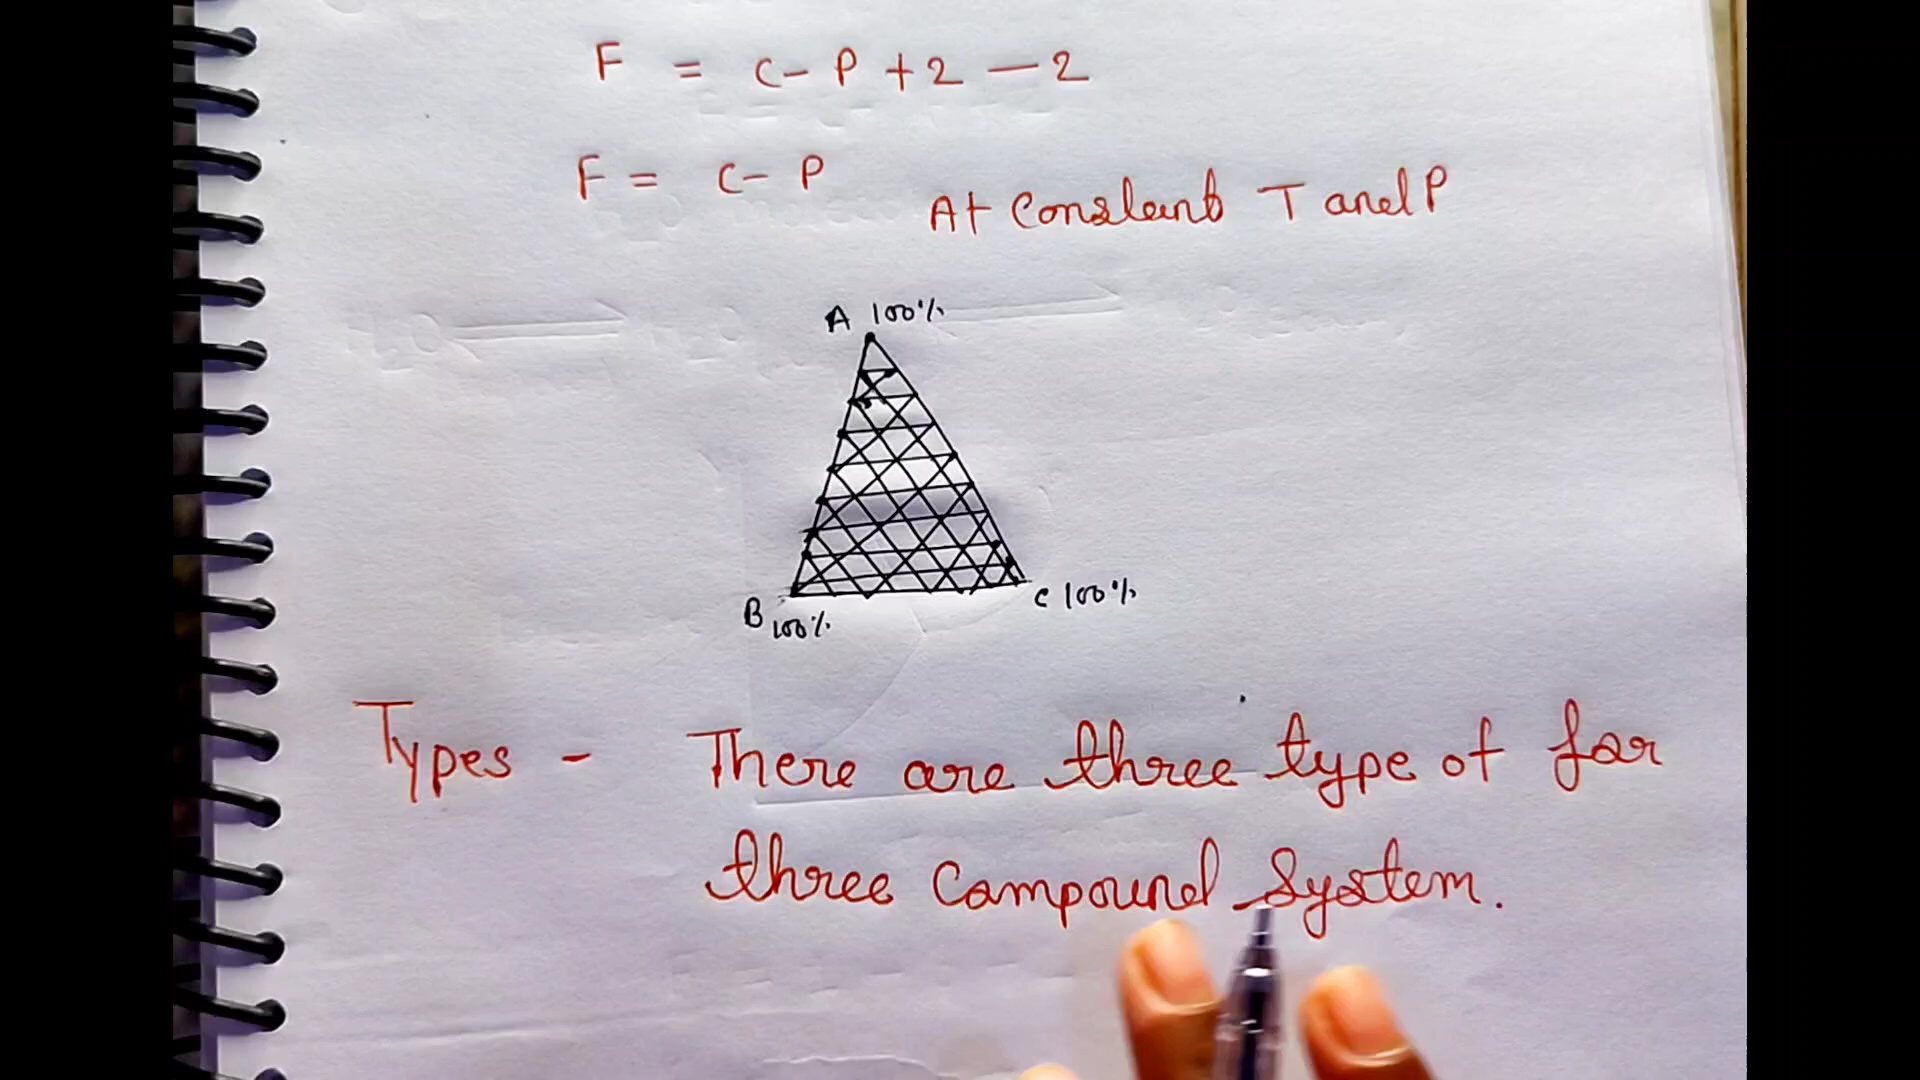 F = C - P + 2 - 2
F = C - P
At Constant T and P
A 100%
B 100%
C 100%
Types - There are three type of for
three Compound System.